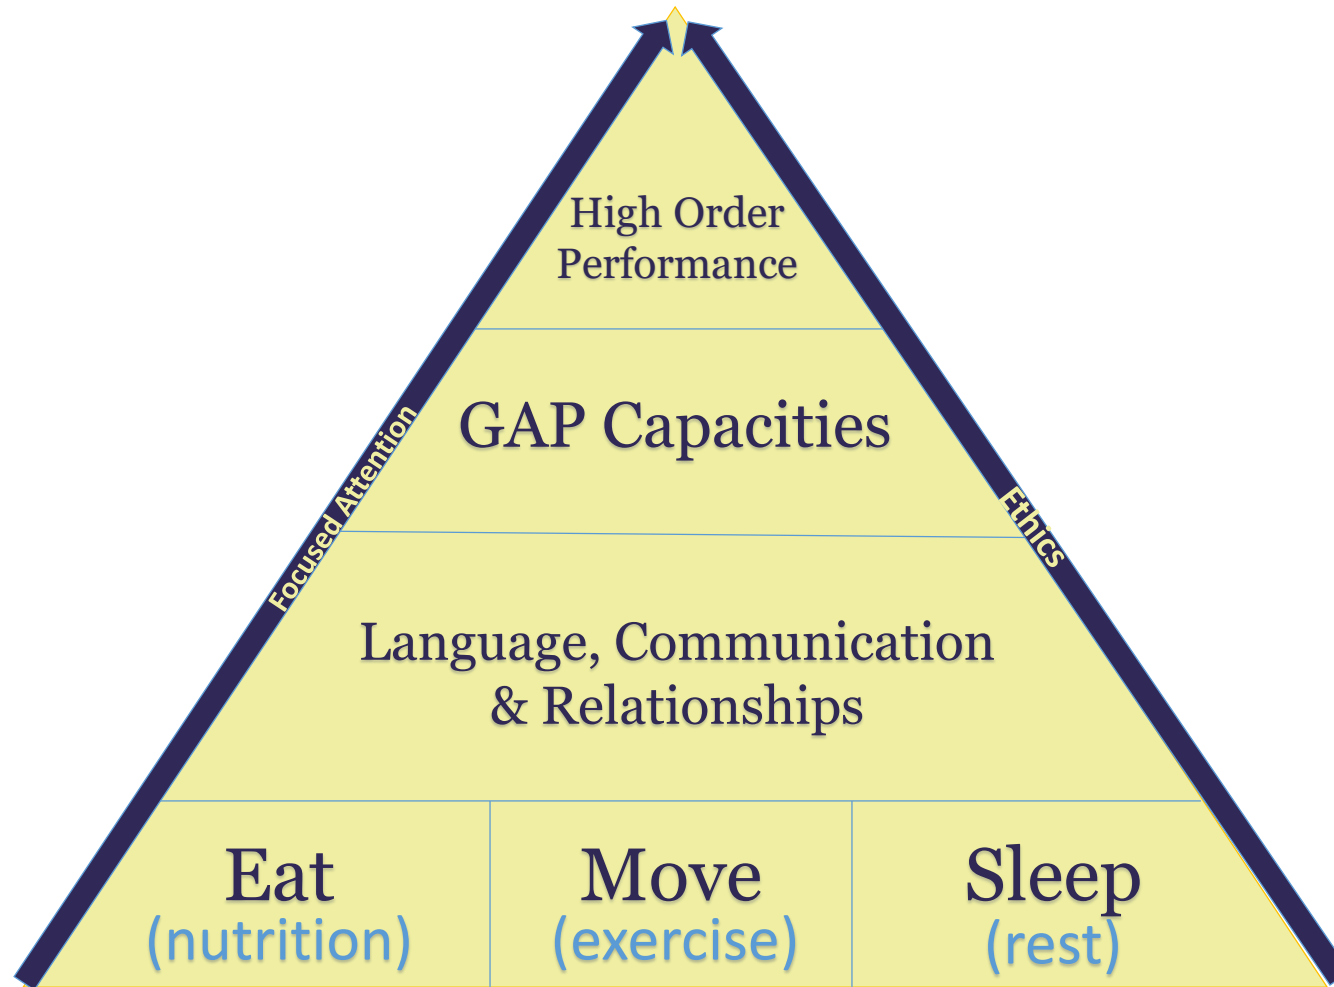 High Order
Performance
GAP Capacities
Focused Attention
Ethics
Language, Communication
& Relationships
Eat
(nutrition)
Move
(exercise)
Sleep
(rest)